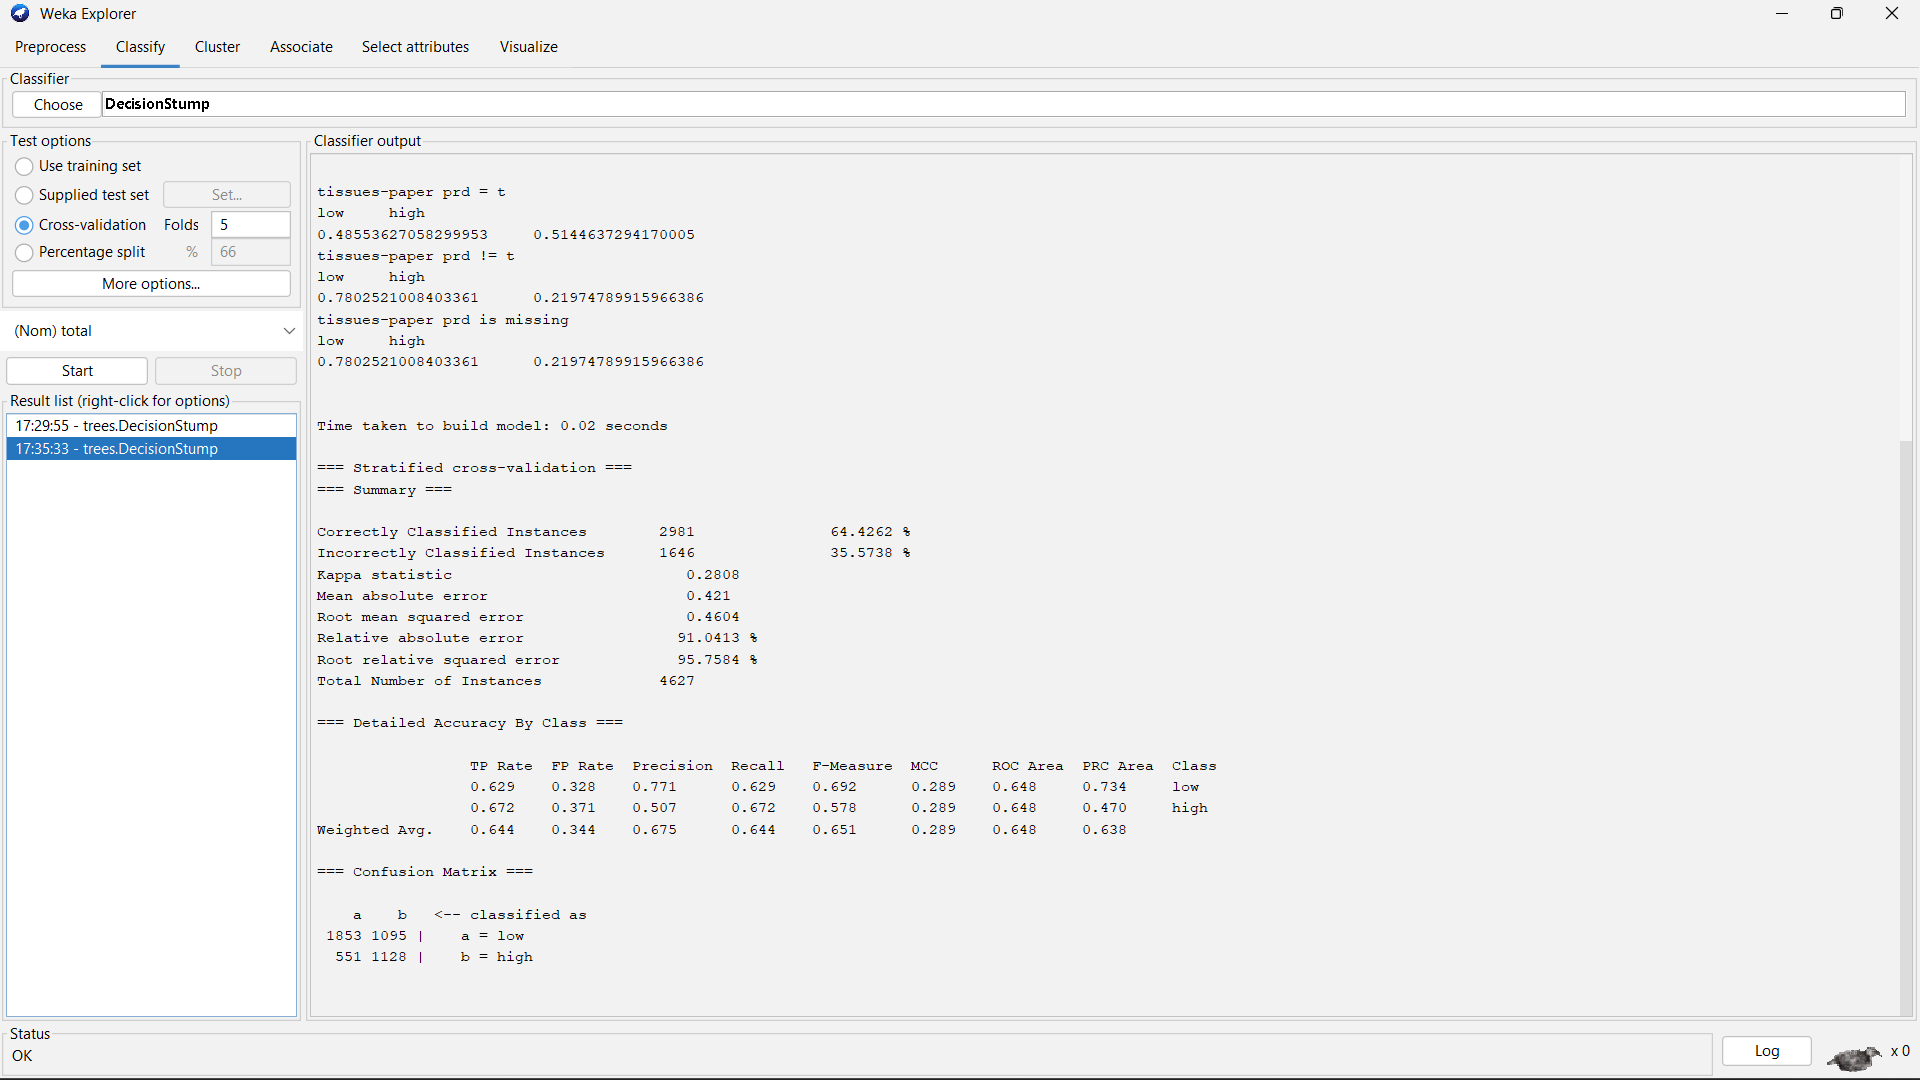 Weka Explorer
Preprocess Classify Cluster Associate Select attributes Visualize
Classifier
Choose DecisionStump
Test options
Use training set
Supplied test set Set...
Cross-validation Folds 5
Percentage split % 66
More options...
(Nom) total
Start Stop
Result list (right-click for options)
17:29:55 - trees.DecisionStump
17:35:33 - trees.DecisionStump
Classifier output
tissues-paper prd = t
low high
0.48553627058299953 0.5144637294170005
tissues-paper prd != t
low high
0.7802521008403361 0.21974789915966386
tissues-paper prd is missing
low high
0.7802521008403361 0.21974789915966386
Time taken to build model: 0.02 seconds
=== Stratified cross-validation ===
=== Summary ===
Correctly Classified Instances 2981 64.4262 %
Incorrectly Classified Instances 1646 35.5738 %
Kappa statistic 0.2808
Mean absolute error 0.421
Root mean squared error 0.4604
Relative absolute error 91.0413 %
Root relative squared error 95.7584 %
Total Number of Instances 4627
=== Detailed Accuracy By Class ===
TP Rate FP Rate Precision Recall F-Measure MCC ROC Area PRC Area Class
0.629 0.328 0.771 0.629 0.692 0.289 0.648 0.734 low
0.672 0.371 0.507 0.672 0.578 0.289 0.648 0.470 high
Weighted Avg. 0.644 0.344 0.675 0.644 0.651 0.289 0.648 0.638
=== Confusion Matrix ===
a b <-- classified as
1853 1095 | a = low
551 1128 | b = high
Status
OK
Log x 0